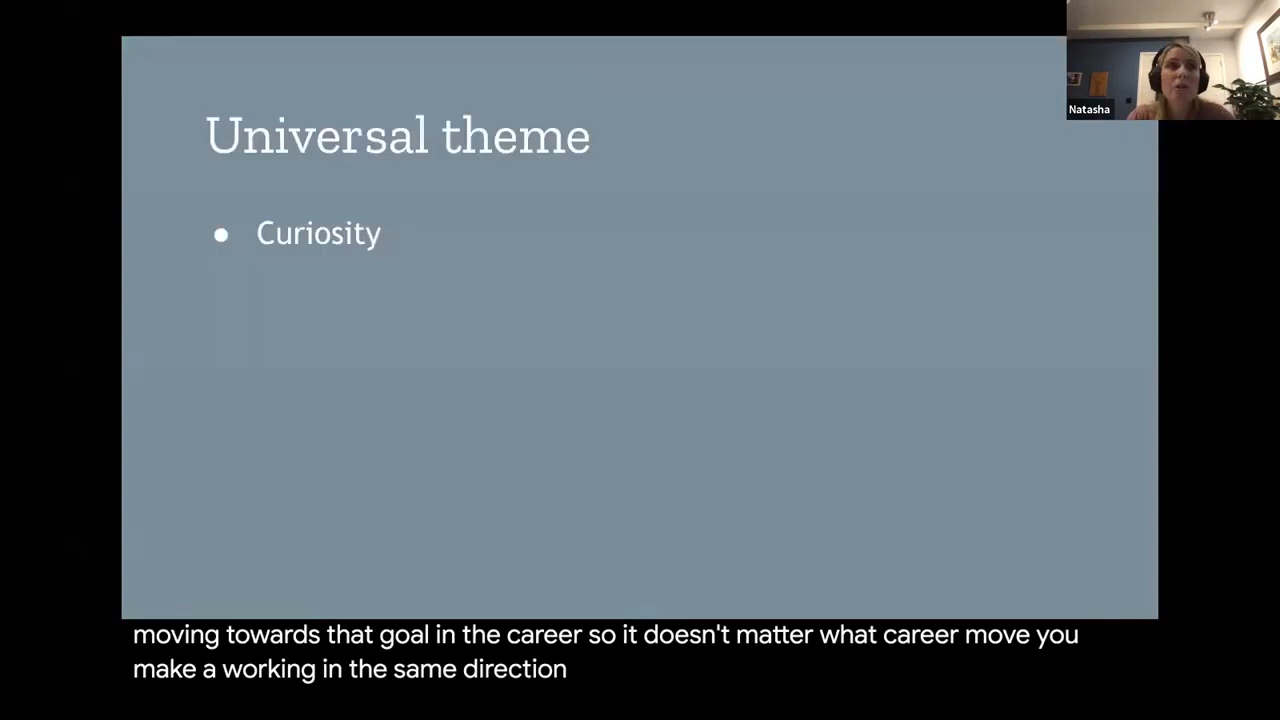 Natasha
Universal theme
● Curiosity
moving towards that goal in the career so it doesn't matter what career move you
make a working in the same direction